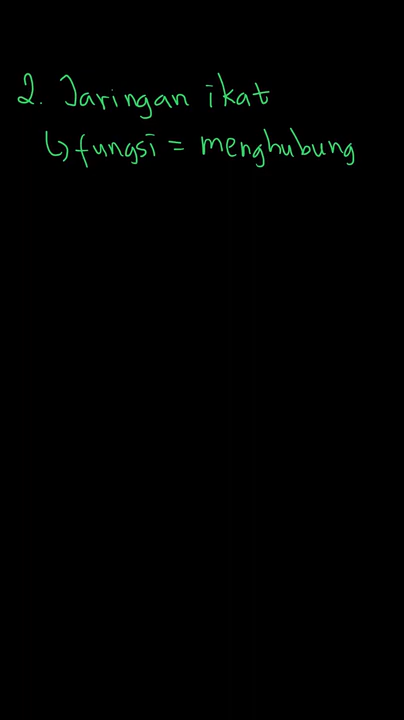 2. Jaringan ikat
↳ fungsi = menghubung